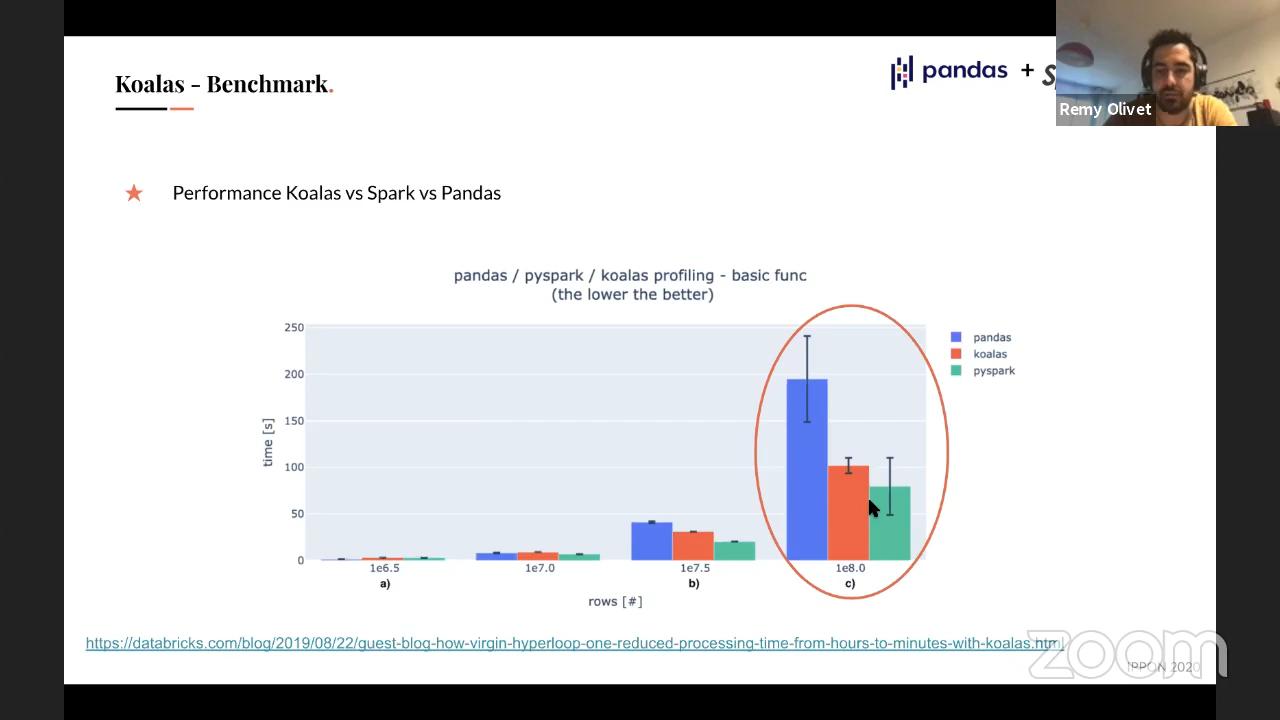 Koalas - Benchmark.
pandas +
Remy Olivet
Performance Koalas vs Spark vs Pandas
pandas / pyspark / koalas profiling - basic func
(the lower the better)
250
200
150
100
50
0
time [s]
pandas
koalas
pyspark
1e6.5
1e7.0
1e7.5
1e8.0
a)
b)
c)
rows [#]
https://databricks.com/blog/2019/08/22/guest-blog-how-virgin-hyperloop-one-reduced-processing-time-from-hours-to-minutes-with-koalas.html
zoom
IPPON 2020